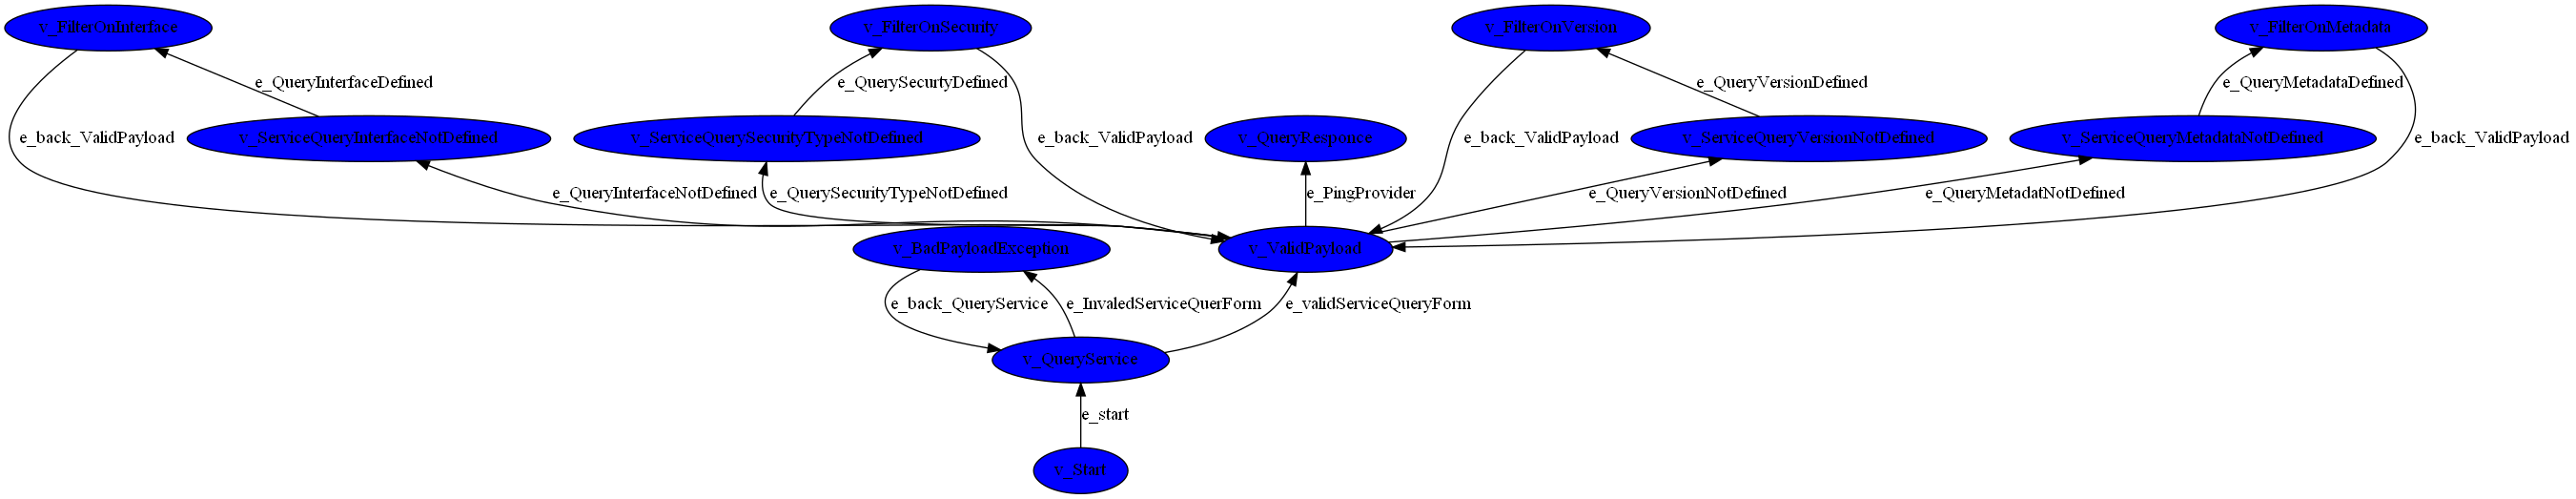 v_FilterOnInterface
v_FilterOnSecurity
v_FilterOnVersion
v_FilterOnMetadata
e_QueryInterfaceDefined
e_QuerySecurtyDefined
e_QueryVersionDefined
e_QueryMetadataDefined
e_back_ValidPayload
v_ServiceQueryInterfaceNotDefined
v_ServiceQuerySecurityTypeNotDefined
e_back_ValidPayload
v_QueryResponce
e_back_ValidPayload
v_ServiceQueryVersionNotDefined
v_ServiceQueryMetadataNotDefined
e_back_ValidPayload
e_QueryInterfaceNotDefined
e_QuerySecurityTypeNotDefined
e_PingProvider
e_QueryVersionNotDefined
e_QueryMetadatNotDefined
v_BadPayloadException
v_ValidPayload
e_back_QueryService
e_InvaledServiceQuerForm
e_validServiceQueryForm
v_QueryService
e_start
v_Start